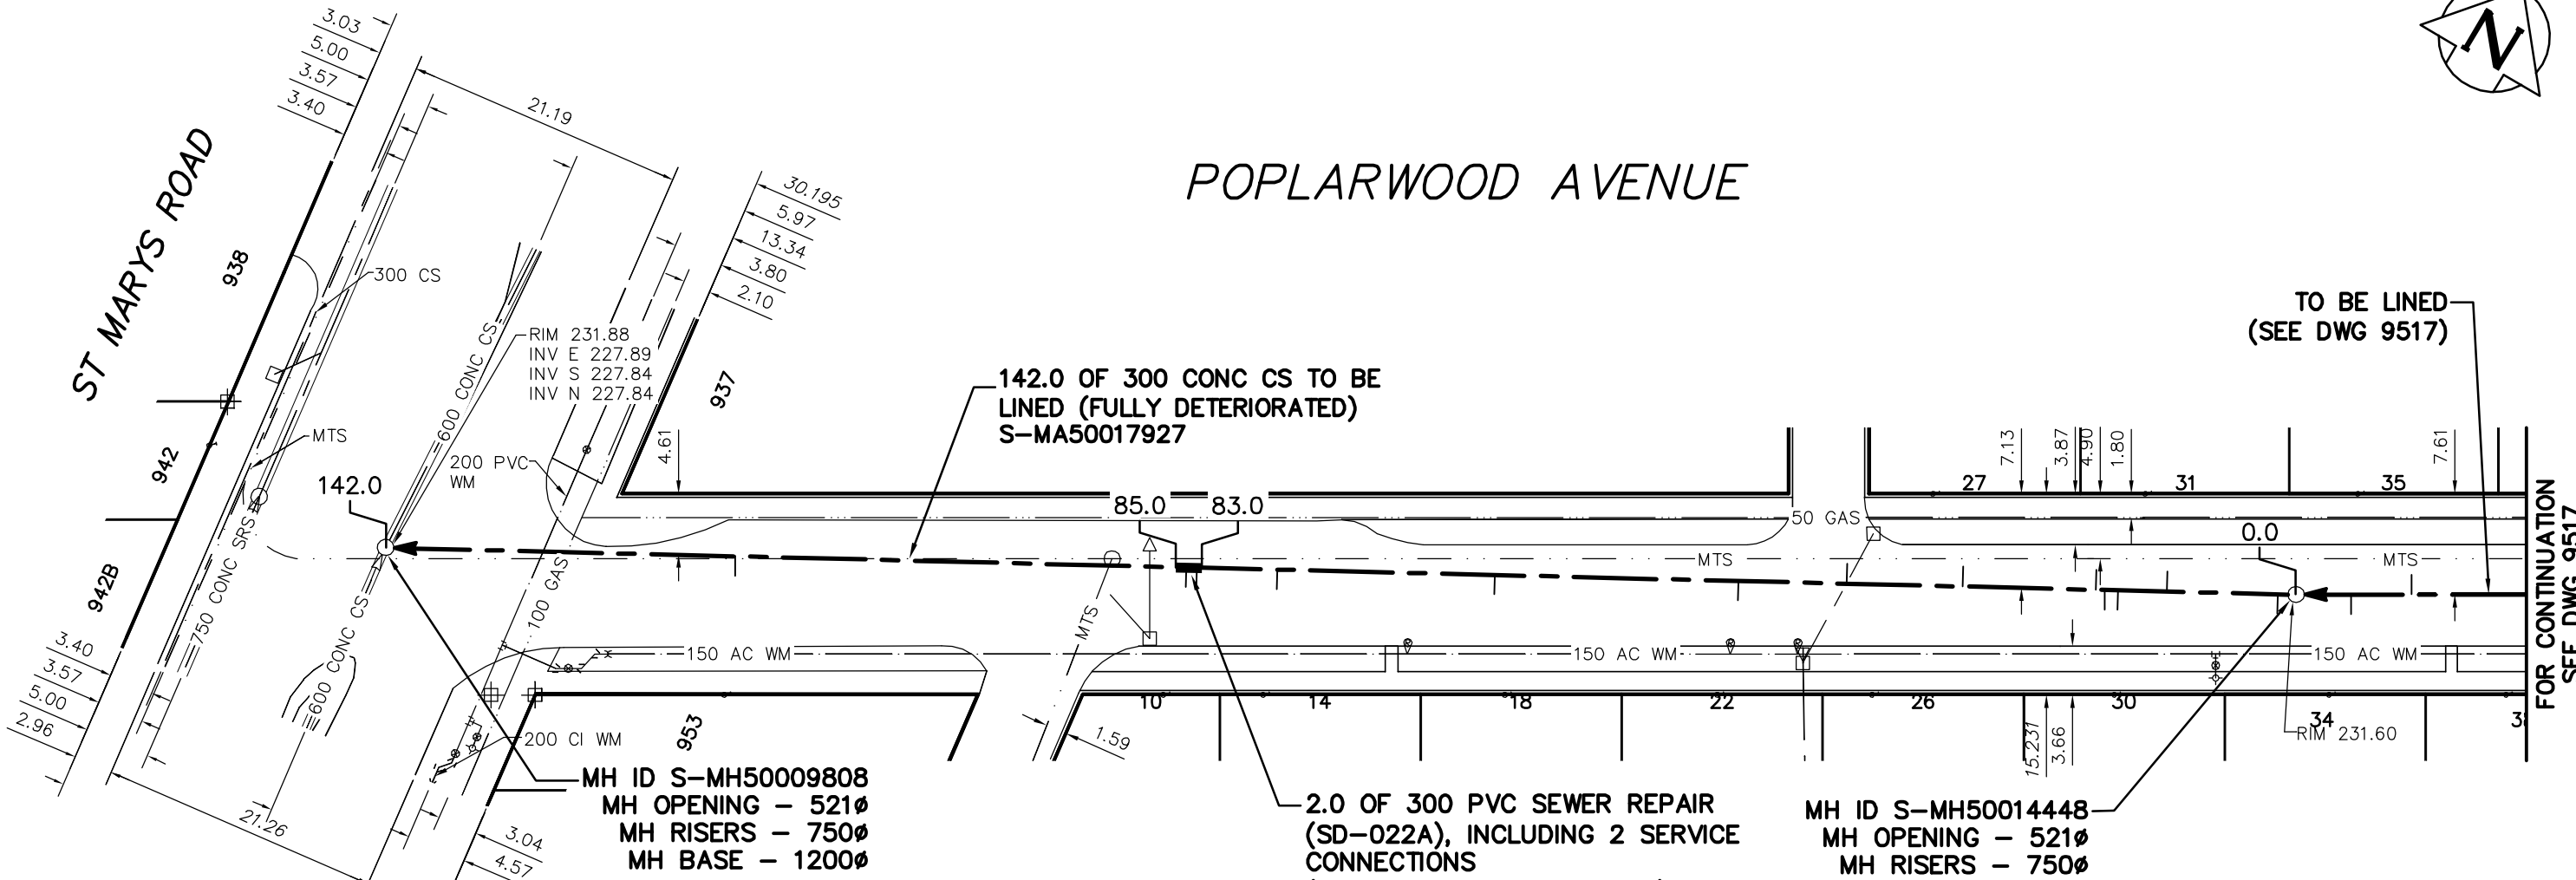 3.03
5.00
3.57
3.40
21.19
N
POPLARWOOD AVENUE
ST MARYS ROAD
30.195
5.97
13.34
3.80
2.10
938
300 CS
RIM 231.88
INV E 227.89
INV S 227.84
INV N 227.84
600 CONC CS
937
TO BE LINED
(SEE DWG 9517)
142.0 OF 300 CONC CS TO BE
LINED (FULLY DETERIORATED)
S-MA50017927
MTS
942
200 PVC
WM
4.61
7.13
3.87
4.90
1.80
7.61
142.0
85.0
83.0
27
31
35
50 GAS
0.0
MTS
MTS
FOR CONTINUATION
SEE DWG 9517
942B
750 CONC SRS
600 CONC CS
100 GAS
MTS
150 AC WM
150 AC WM
150 AC WM
3.40
3.57
5.00
2.96
953
200 CI WM
10
14
18
22
26
30
34
1.59
15.231
3.66
RIM 231.60
21.26
3.04
4.57
MH ID S-MH50009808
MH OPENING - 521ø
MH RISERS - 750ø
MH BASE - 1200ø
2.0 OF 300 PVC SEWER REPAIR
(SD-022A), INCLUDING 2 SERVICE
CONNECTIONS
MH ID S-MH50014448
MH OPENING - 521ø
MH RISERS - 750ø